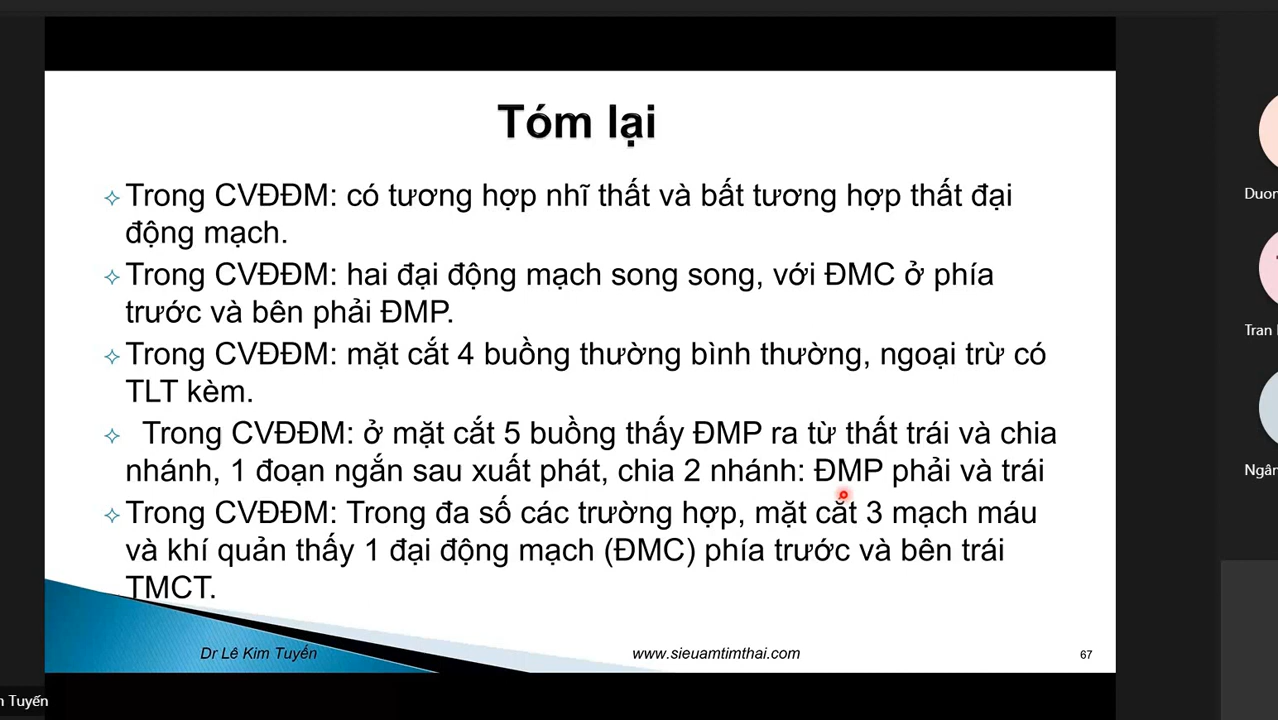 Tóm lại
Trong CVĐĐM: có tương hợp nhĩ thất và bất tương hợp thất đại
động mạch.
Trong CVĐĐM: hai đại động mạch song song, với ĐMC ở phía
trước và bên phải ĐMP.
Trong CVĐĐM: mặt cắt 4 buồng thường bình thường, ngoại trừ có
TLT kèm.
Trong CVĐĐM: ở mặt cắt 5 buồng thấy ĐMP ra từ thất trái và chia
nhánh, 1 đoạn ngắn sau xuất phát, chia 2 nhánh: ĐMP phải và trái
Trong CVĐĐM: Trong đa số các trường hợp, mặt cắt 3 mạch máu
và khí quản thấy 1 đại động mạch (ĐMC) phía trước và bên trái
TMCT.
Dr Lê Kim Tuyến
www.sieuamtimthai.com
67
Tuyến
Tran
Ngân